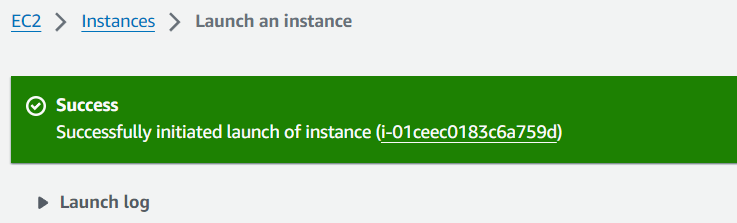 EC2 > Instances > Launch an instance
Success
Successfully initiated launch of instance (i-01ceec0183c6a759d)
Launch log